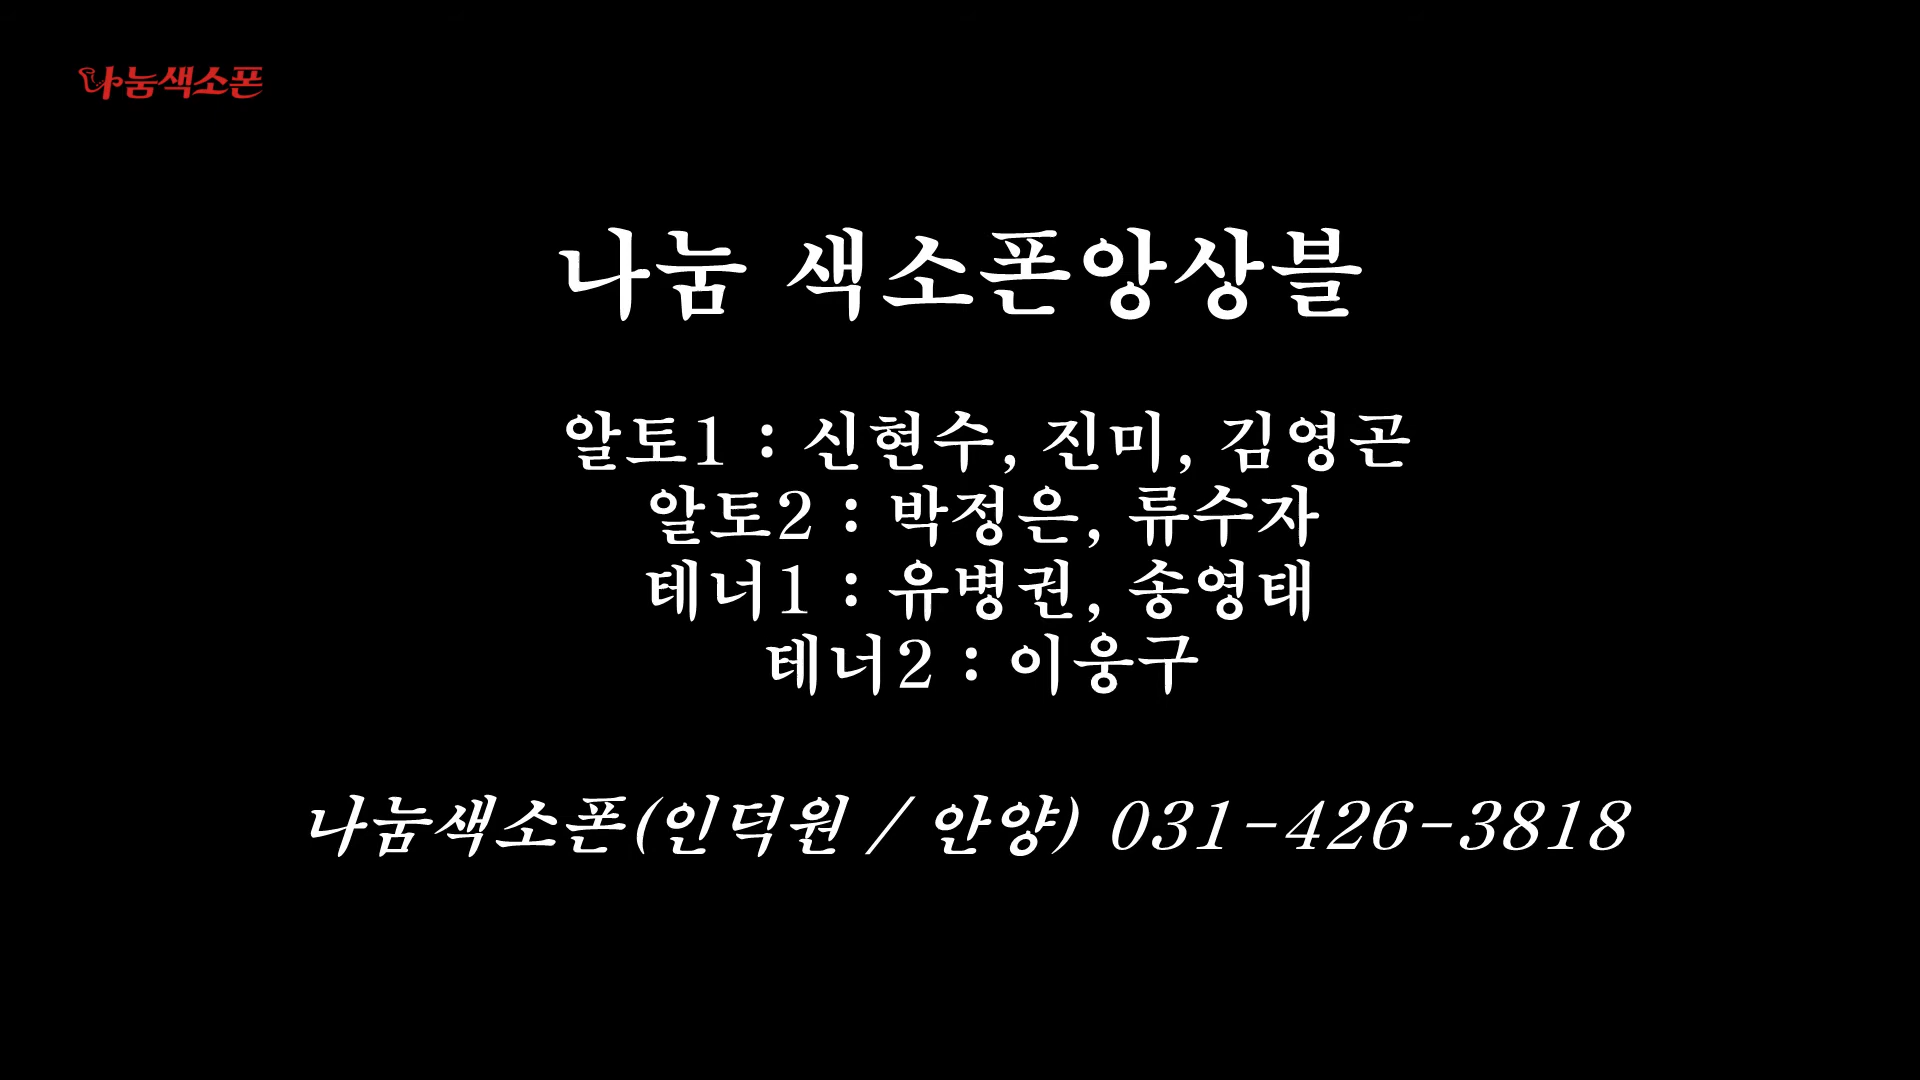 나눔색소폰
나눔 색소폰앙상블
알토1 : 신현수, 진미, 김영곤
알토2 : 박정은, 류수자
테너1 : 유병권, 송영태
테너2 : 이웅구
나눔색소폰(인덕원 / 안양) 031-426-3818